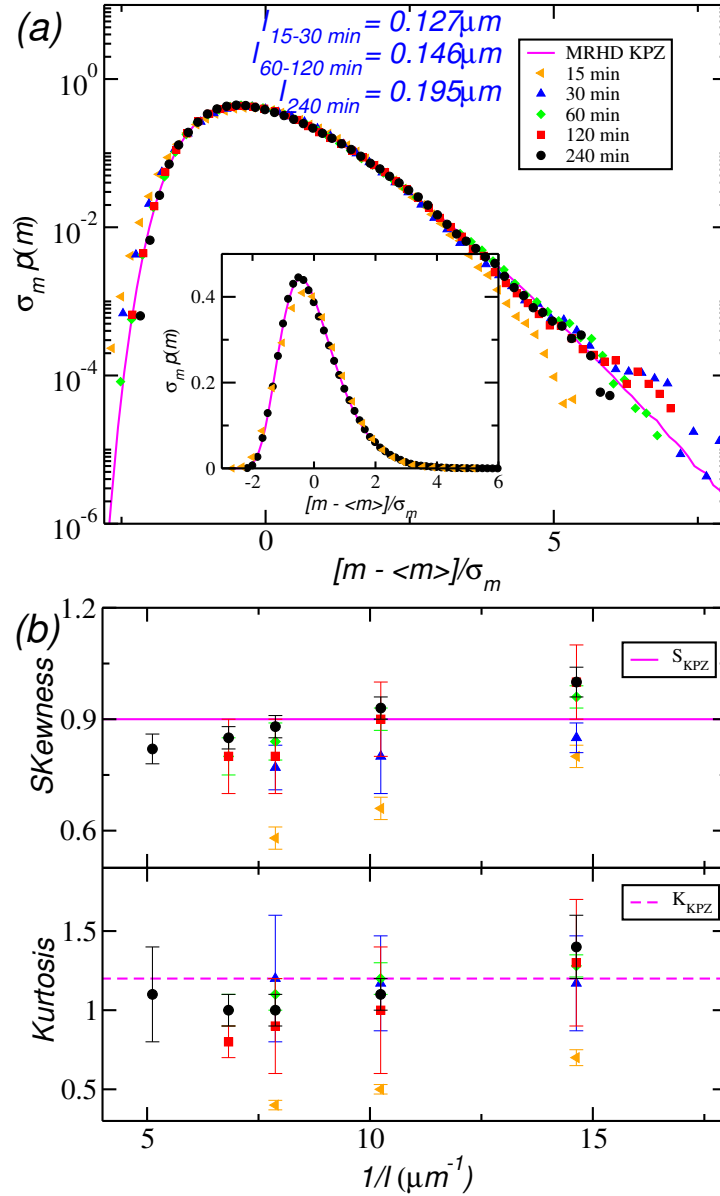 (a)
l15-30 min = 0.127μm
l60-120 min = 0.146μm
l240 min = 0.195μm
MRHD KPZ
15 min
30 min
60 min
120 min
240 min
10^0
10^-2
10^-4
10^-6
σm p(m)
0.4
0.2
0
σm p(m)
-2 0 2 4 6
[m - <m>]/σm
0 5
[m - <m>]/σm
(b)
1.2
0.9
0.6
SKewness
SKPZ
1.5
1
0.5
Kurtosis
KKPZ
5 10 15
1/l (μm^-1)